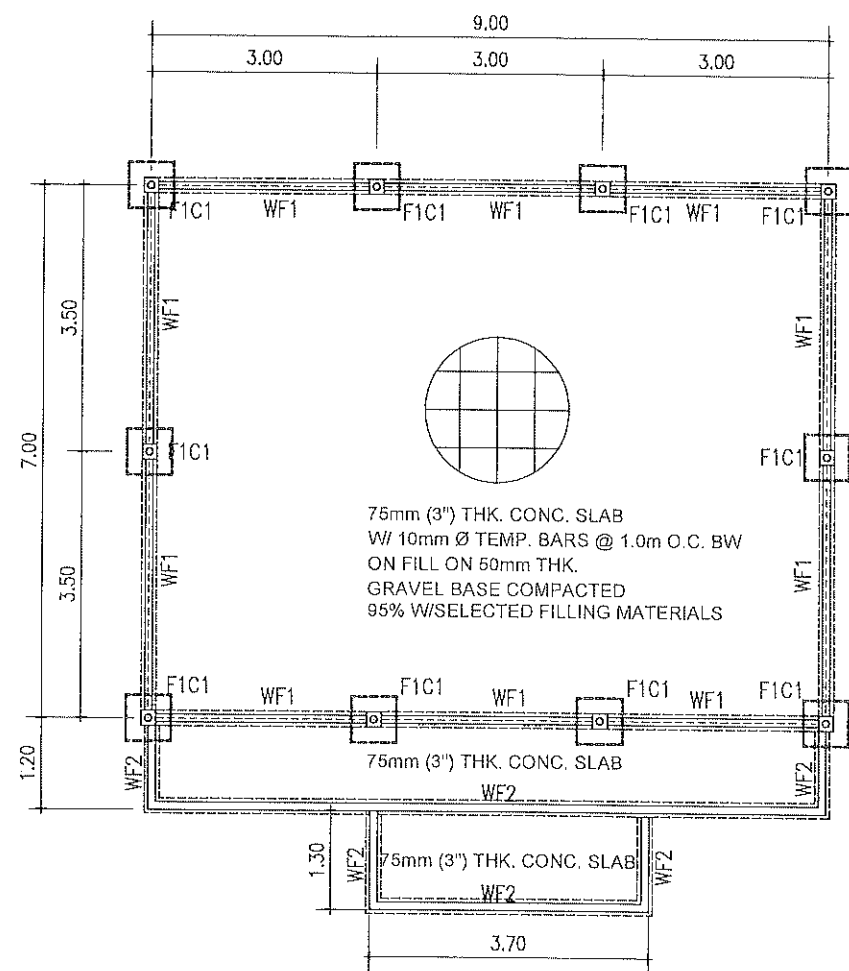 9.00
3.00 3.00 3.00
F1C1 WF1 F1C1 WF1 F1C1 WF1 F1C1
3.50
WF1
WF1
7.00
F1C1
F1C1
75mm (3") THK. CONC. SLAB
W/ 10mm Ø TEMP. BARS @ 1.0m O.C. BW
ON FILL ON 50mm THK.
GRAVEL BASE COMPACTED
95% W/SELECTED FILLING MATERIALS
3.50
WF1
WF1
F1C1 WF1 F1C1 WF1 F1C1 WF1 F1C1
1.20
75mm (3") THK. CONC. SLAB
WF2
WF2
WF2
1.30
WF2
75mm (3") THK. CONC. SLAB
WF2
WF2
3.70